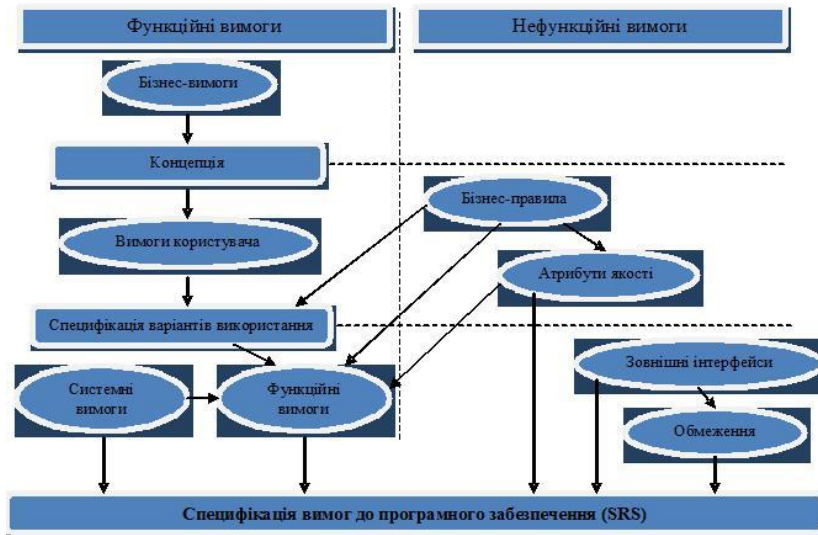 Функційні вимоги
Нефункційні вимоги
Бізнес-вимоги
Концепція
Бізнес-правила
Вимоги користувача
Атрибути якості
Специфікація варіантів використання
Зовнішні інтерфейси
Системні
вимоги
Функційні
вимоги
Обмеження
Специфікація вимог до програмного забезпечення (SRS)